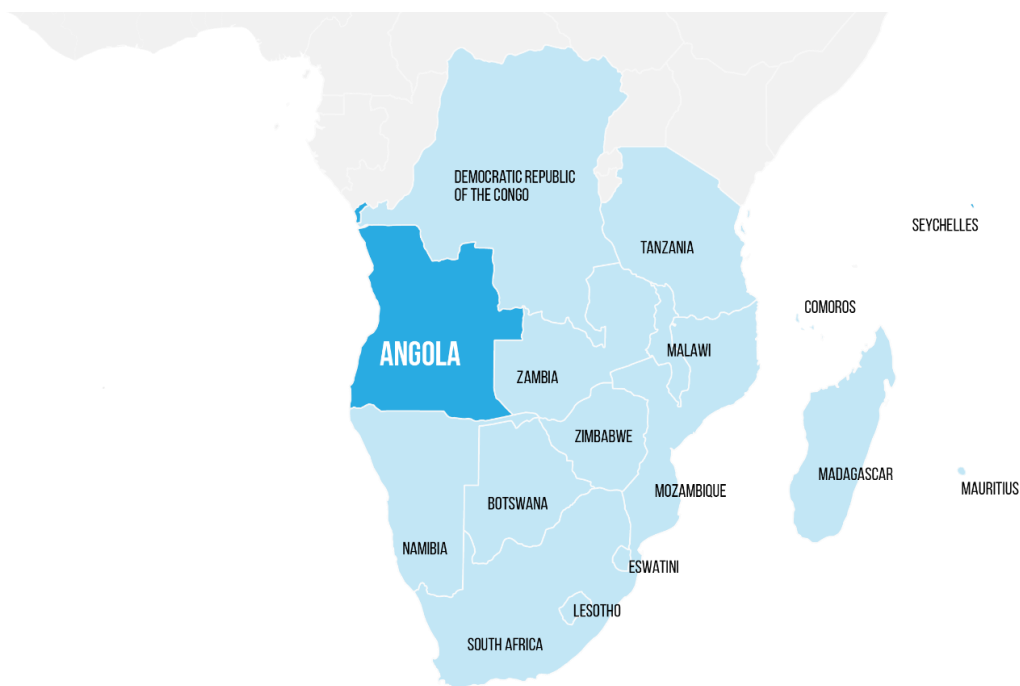 DEMOCRATIC REPUBLIC
OF THE CONGO
SEYCHELLES
TANZANIA
COMOROS
ANGOLA
MALAWI
ZAMBIA
ZIMBABWE
MADAGASCAR
MAURITIUS
MOZAMBIQUE
BOTSWANA
NAMIBIA
ESWATINI
LESOTHO
SOUTH AFRICA